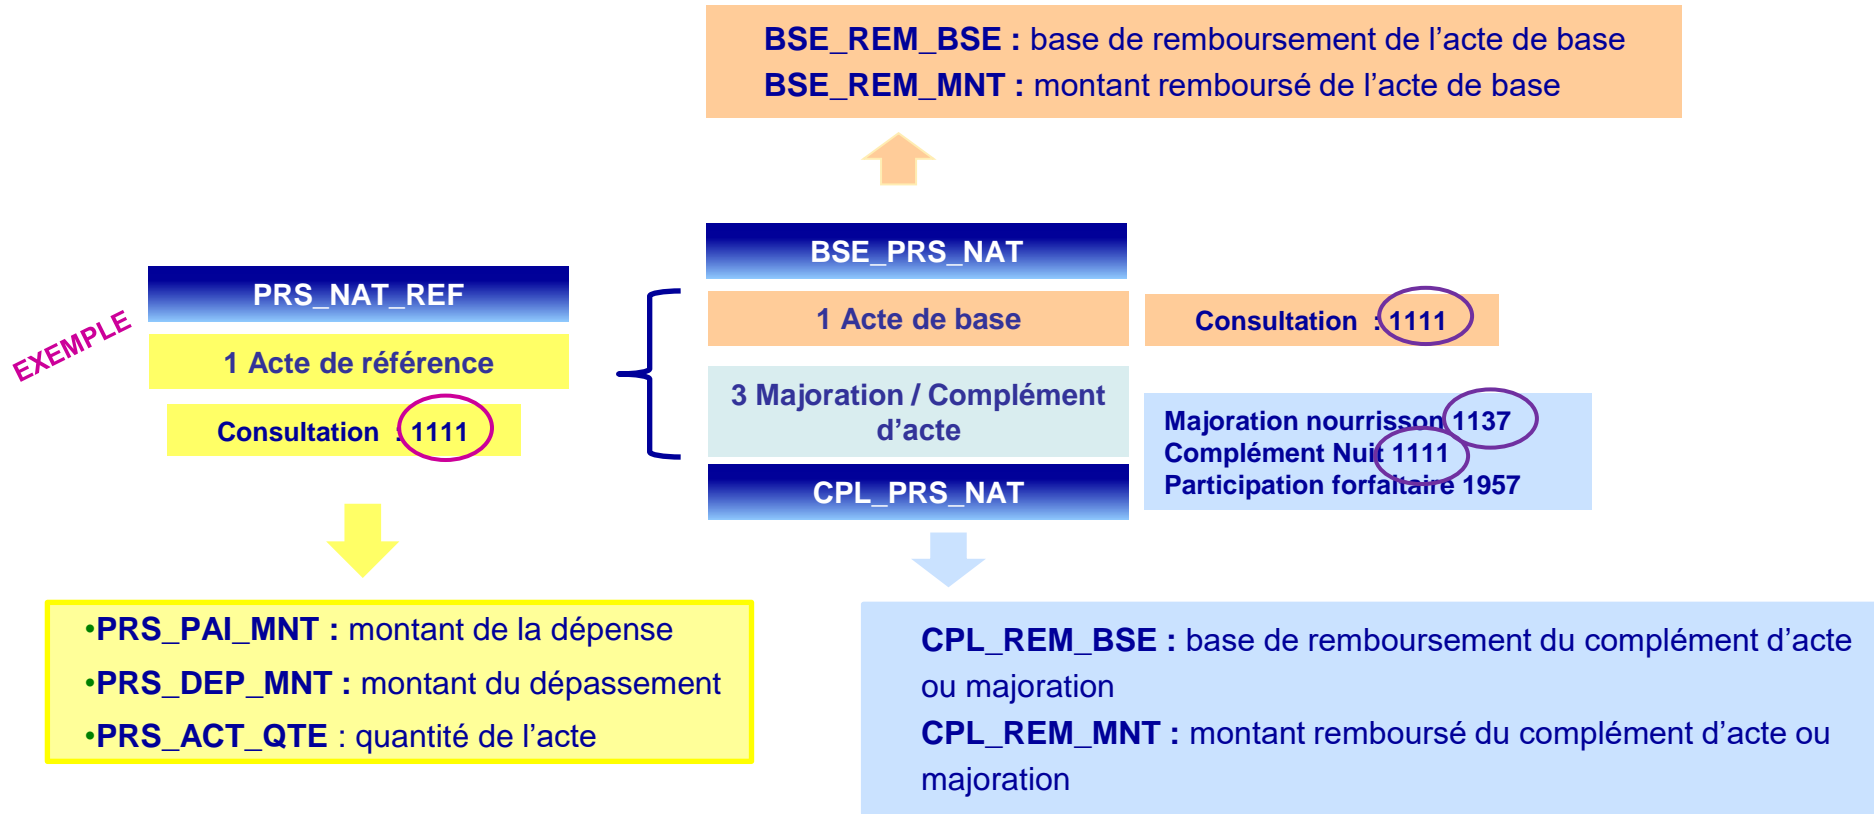 BSE_REM_BSE : base de remboursement de l’acte de base
BSE_REM_MNT : montant remboursé de l’acte de base
EXEMPLE
PRS_NAT_REF
1 Acte de référence
Consultation : 1111
BSE_PRS_NAT
1 Acte de base
Consultation : 1111
3 Majoration / Complément
d’acte
CPL_PRS_NAT
Majoration nourrisson 1137
Complément Nuit 1111
Participation forfaitaire 1957
•PRS_PAI_MNT : montant de la dépense
•PRS_DEP_MNT : montant du dépassement
•PRS_ACT_QTE : quantité de l’acte
CPL_REM_BSE : base de remboursement du complément d’acte
ou majoration
CPL_REM_MNT : montant remboursé du complément d’acte ou
majoration